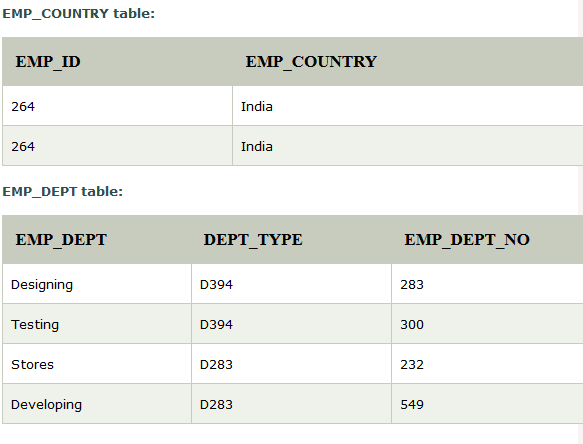 EMP_COUNTRY table:
EMP_ID EMP_COUNTRY
264 India
264 India
EMP_DEPT table:
EMP_DEPT DEPT_TYPE EMP_DEPT_NO
Designing D394 283
Testing D394 300
Stores D283 232
Developing D283 549